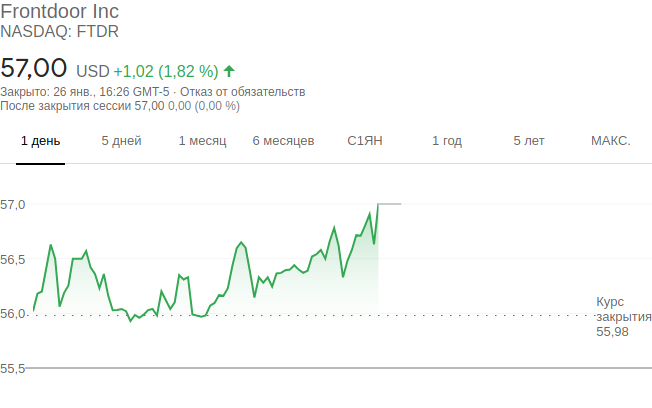 Frontdoor Inc
NASDAQ: FTDR
57,00 USD +1,02 (1,82 %)
Закрыто: 26 янв., 16:26 GMT-5 · Отказ от обязательств
После закрытия сессии 57,00 0,00 (0,00 %)
1 день 5 дней 1 месяц 6 месяцев С1ЯН 1 год 5 лет МАКС.
57,0
56,5
56,0
55,5
Курс
закрытия
55,98